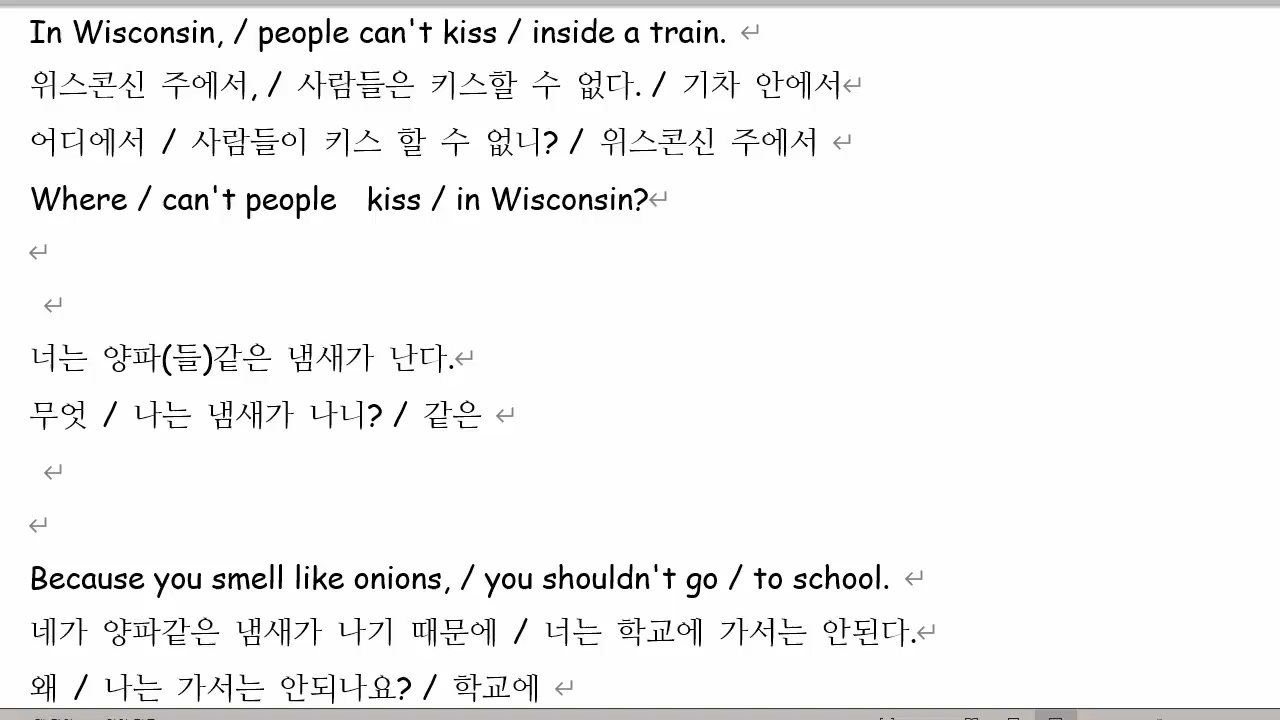 In Wisconsin, / people can't kiss / inside a train.
위스콘신 주에서, / 사람들은 키스할 수 없다. / 기차 안에서
어디에서 / 사람들이 키스 할 수 없니? / 위스콘신 주에서
Where / can't people kiss / in Wisconsin?
너는 양파(들)같은 냄새가 난다.
무엇 / 나는 냄새가 나니? / 같은
Because you smell like onions, / you shouldn't go / to school.
네가 양파같은 냄새가 나기 때문에 / 너는 학교에 가서는 안된다.
왜 / 나는 가서는 안되나요? / 학교에